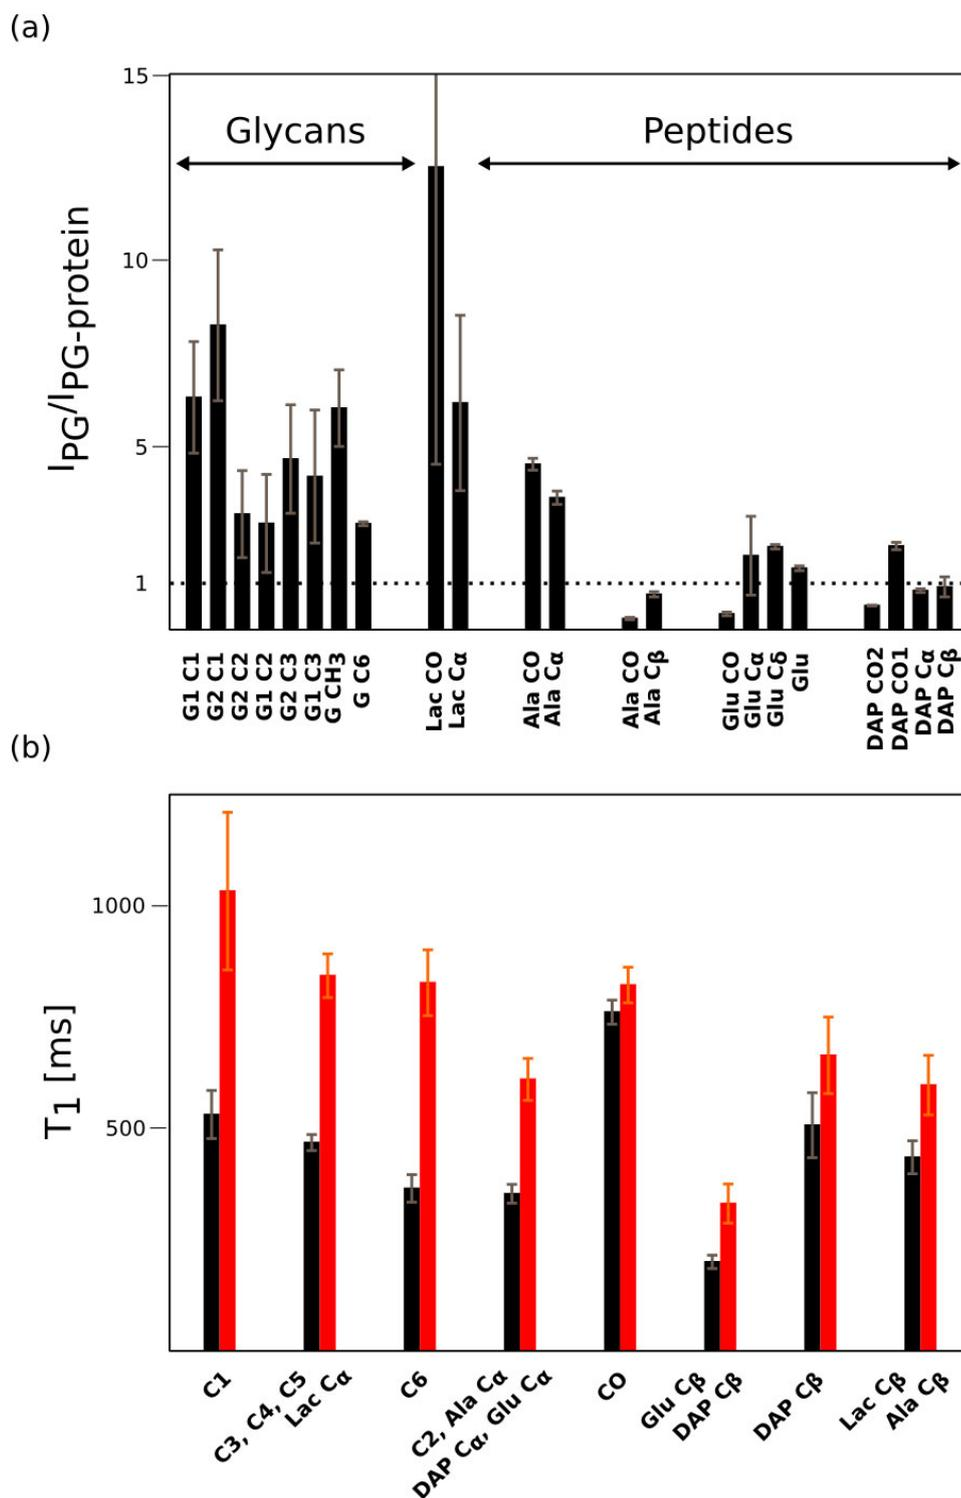 (a)
15
10
5
1
I_PG/I_PG-protein
Glycans
Peptides
G1 C1
G2 C1
G2 C2
G1 C2
G2 C3
G1 C3
G CH3
G C6
Lac CO
Lac Cα
Ala CO
Ala Cα
Ala CO
Ala Cβ
Glu CO
Glu Cα
Glu Cδ
Glu
DAP CO2
DAP CO1
DAP Cα
DAP Cβ
(b)
1000
500
T1 [ms]
C1
C3, C4, C5
Lac Cα
C6
C2, Ala Cα
DAP Cα, Glu Cα
CO
Glu Cβ
DAP Cβ
DAP Cβ
Lac Cβ
Ala Cβ